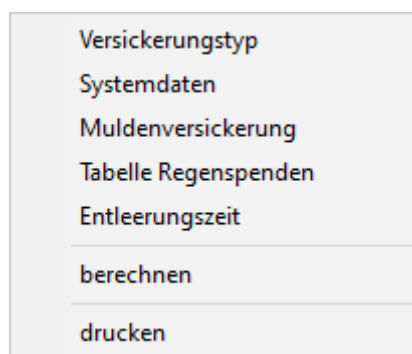 Versickerungstyp
Systemdaten
Muldenversickerung
Tabelle Regenspenden
Entleerungszeit
berechnen
drucken